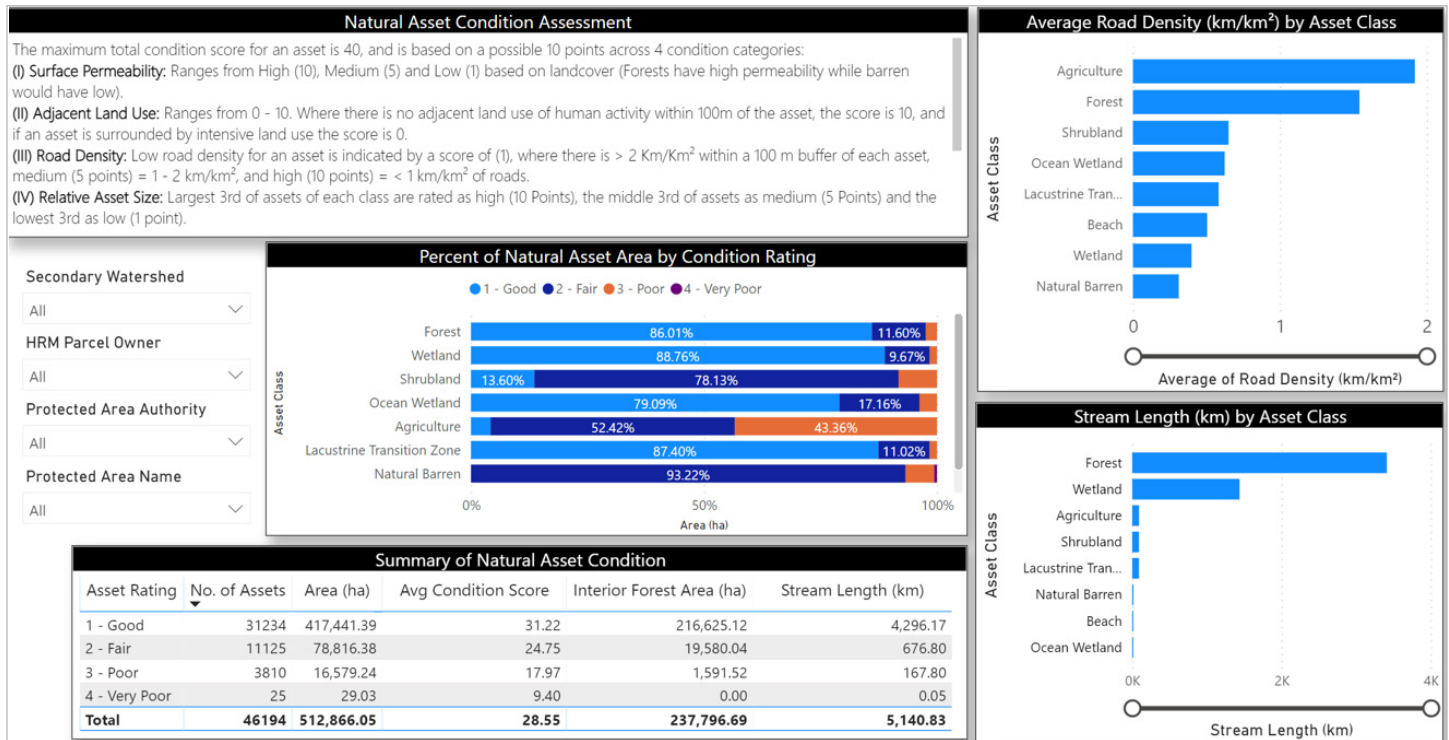 Natural Asset Condition Assessment
The maximum total condition score for an asset is 40, and is based on a possible 10 points across 4 condition categories:
(I) Surface Permeability: Ranges from High (10), Medium (5) and Low (1) based on landcover (Forests have high permeability while barren
would have low).
(II) Adjacent Land Use: Ranges from 0 - 10. Where there is no adjacent land use of human activity within 100m of the asset, the score is 10, and
if an asset is surrounded by intensive land use the score is 0.
(III) Road Density: Low road density for an asset is indicated by a score of (1), where there is > 2 Km/Km² within a 100 m buffer of each asset,
medium (5 points) = 1 - 2 km/km², and high (10 points) = < 1 km/km² of roads.
(IV) Relative Asset Size: Largest 3rd of assets of each class are rated as high (10 Points), the middle 3rd of assets as medium (5 Points) and the
lowest 3rd as low (1 point).
Secondary Watershed
All
HRM Parcel Owner
All
Protected Area Authority
All
Protected Area Name
All
Percent of Natural Asset Area by Condition Rating
1 - Good 2 - Fair 3 - Poor 4 - Very Poor
Asset Class
Forest 86.01% 11.60%
Wetland 88.76% 9.67%
Shrubland 13.60% 78.13%
Ocean Wetland 79.09% 17.16%
Agriculture 52.42% 43.36%
Lacustrine Transition Zone 87.40% 11.02%
Natural Barren 93.22%
0% 50% 100%
Area (ha)
Summary of Natural Asset Condition
Asset Rating No. of Assets Area (ha) Avg Condition Score Interior Forest Area (ha) Stream Length (km)
1 - Good 31234 417,441.39 31.22 216,625.12 4,296.17
2 - Fair 11125 78,816.38 24.75 19,580.04 676.80
3 - Poor 3810 16,579.24 17.97 1,591.52 167.80
4 - Very Poor 25 29.03 9.40 0.00 0.05
Total 46194 512,866.05 28.55 237,796.69 5,140.83
Average Road Density (km/km²) by Asset Class
Asset Class
Agriculture
Forest
Shrubland
Ocean Wetland
Lacustrine Tran...
Beach
Wetland
Natural Barren
0 1 2
Average of Road Density (km/km²)
Stream Length (km) by Asset Class
Asset Class
Forest
Wetland
Agriculture
Shrubland
Lacustrine Tran...
Natural Barren
Beach
Ocean Wetland
0K 2K 4K
Stream Length (km)